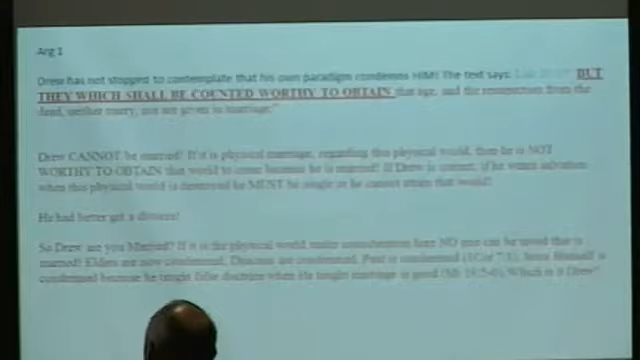 Arg 1
Drew has not stopped to contemplate that his own paradigm condemns HIM! The text says: BUT
THEY WHICH SHALL BE COUNTED WORTHY TO OBTAIN that age, and the resurrection from the
dead, neither marry, nor are given in marriage."
Drew CANNOT be married! If it is physical marriage, regarding this physical world, then he is NOT
WORTHY TO OBTAIN that world to come because he is married! If Drew is correct, if he wants salvation
when this physical world is destroyed he MUST be single or he cannot attain that world!
He had better get a divorce!
So Drew are you Married? If it is the physical world under consideration here NO one can be saved that is
married! Elders are now condemned, Deacons are condemned, Paul is condemned (1Cor 7:1), Jesus Himself is
condemned because he taught false doctrine when He taught marriage is good Which is it Drew?